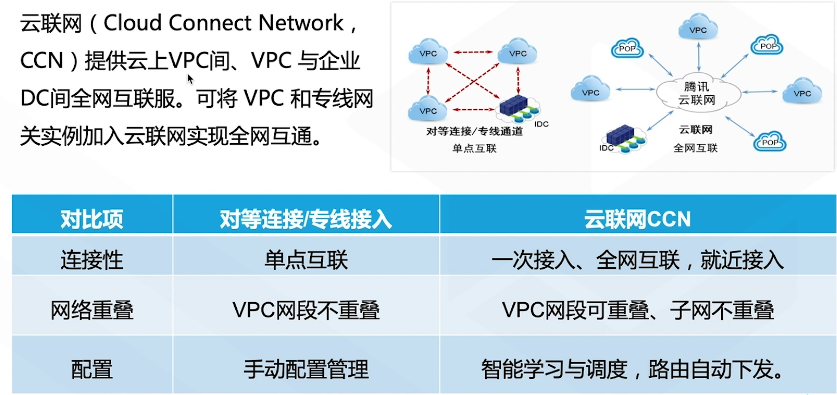 云联网（Cloud Connect Network，
CCN）提供云上VPC间、VPC 与企业
DC间全网互联服。可将 VPC 和专线网
关实例加入云联网实现全网互通。
VPC
VPC
VPC
IDC
对等连接/专线通道
单点互联
VPC
POP
POP
VPC
腾讯
云联网
VPC
云联网
IDC
全网互联
POP
对比项
对等连接/专线接入
云联网CCN
连接性
单点互联
一次接入、全网互联，就近接入
网络重叠
VPC网段不重叠
VPC网段可重叠、子网不重叠
配置
手动配置管理
智能学习与调度，路由自动下发。